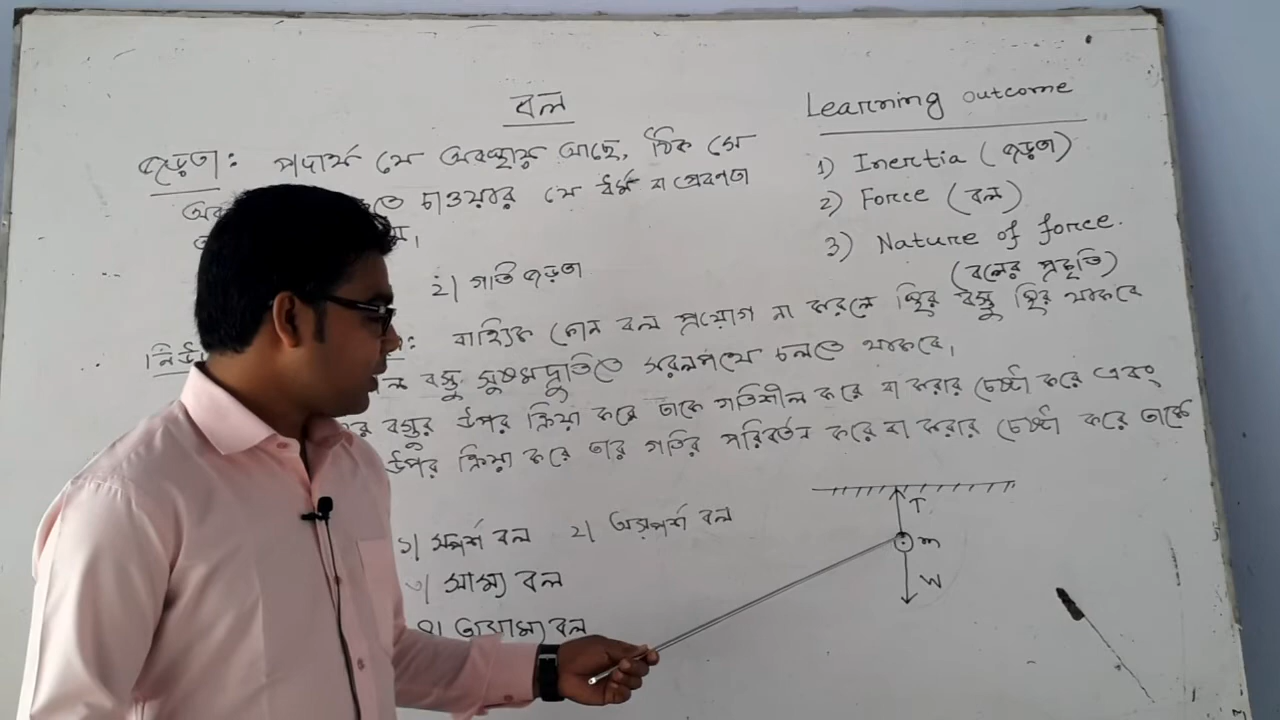 বল
জড়তা: পদার্থ যে অবস্থায় আছে, ঠিক সে
চাওয়ার যে ধর্ম বা প্রবণতা
২) গতি জড়তা
বাহ্যিক কোন বল প্রয়োগ না করলে স্থির বস্তু স্থির থাকবে
বস্তু সুষমদ্রুতিতে সরলপথে চলতে থাকবে।
বস্তুর উপর ক্রিয়া করে তাকে গতিশীল করে বা করার চেষ্টা করে এবং
উপর ক্রিয়া করে তার গতির পরিবর্তন করে বা করার চেষ্টা করে তাকে
১) স্পর্শ বল ২) অস্পর্শ বল
৩) সাম্য বল
৪) অসাম্য বল
Learning outcome
1) Inertia (জড়তা)
2) Force (বল)
3) Nature of force.
(বলের প্রকৃতি)
T
m
W